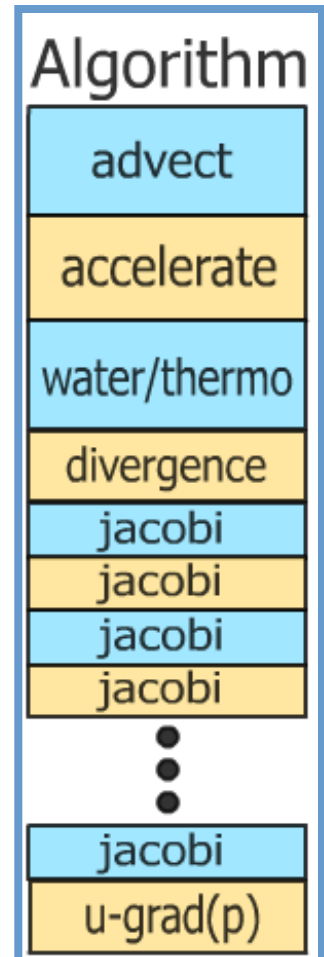 Algorithm
advect
accelerate
water/thermo
divergence
jacobi
jacobi
jacobi
jacobi
jacobi
u-grad(p)